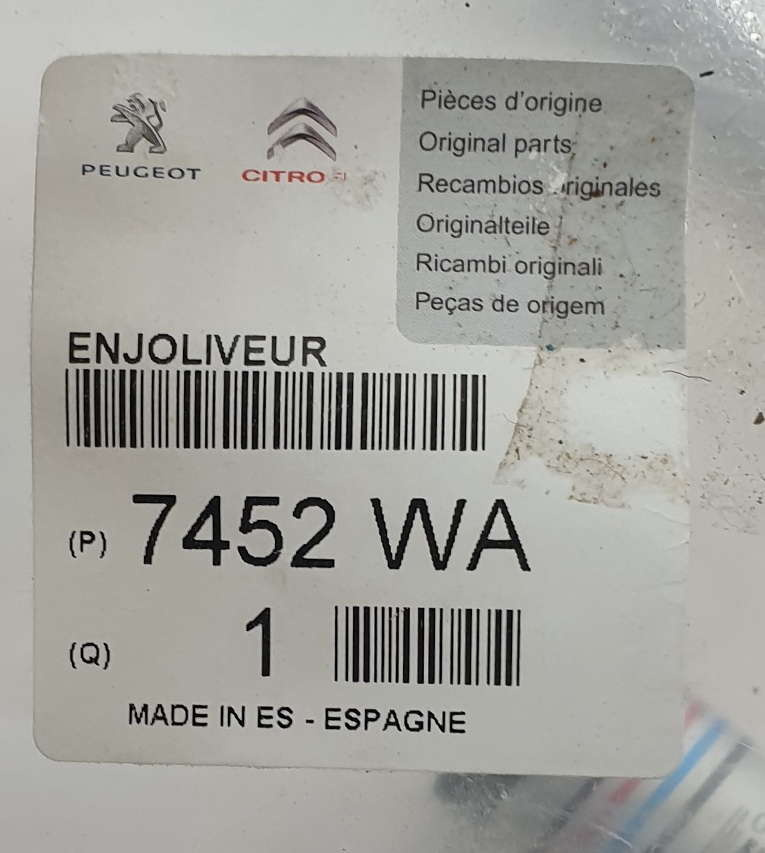 PEUGEOT
Pièces d'origine
Original parts
Recambios
Originalteile
Ricambi originali
Peças de origem
ENJOLIVEUR
(P) 7452 WA
(Q) 1
MADE IN ES - ESPAGNE